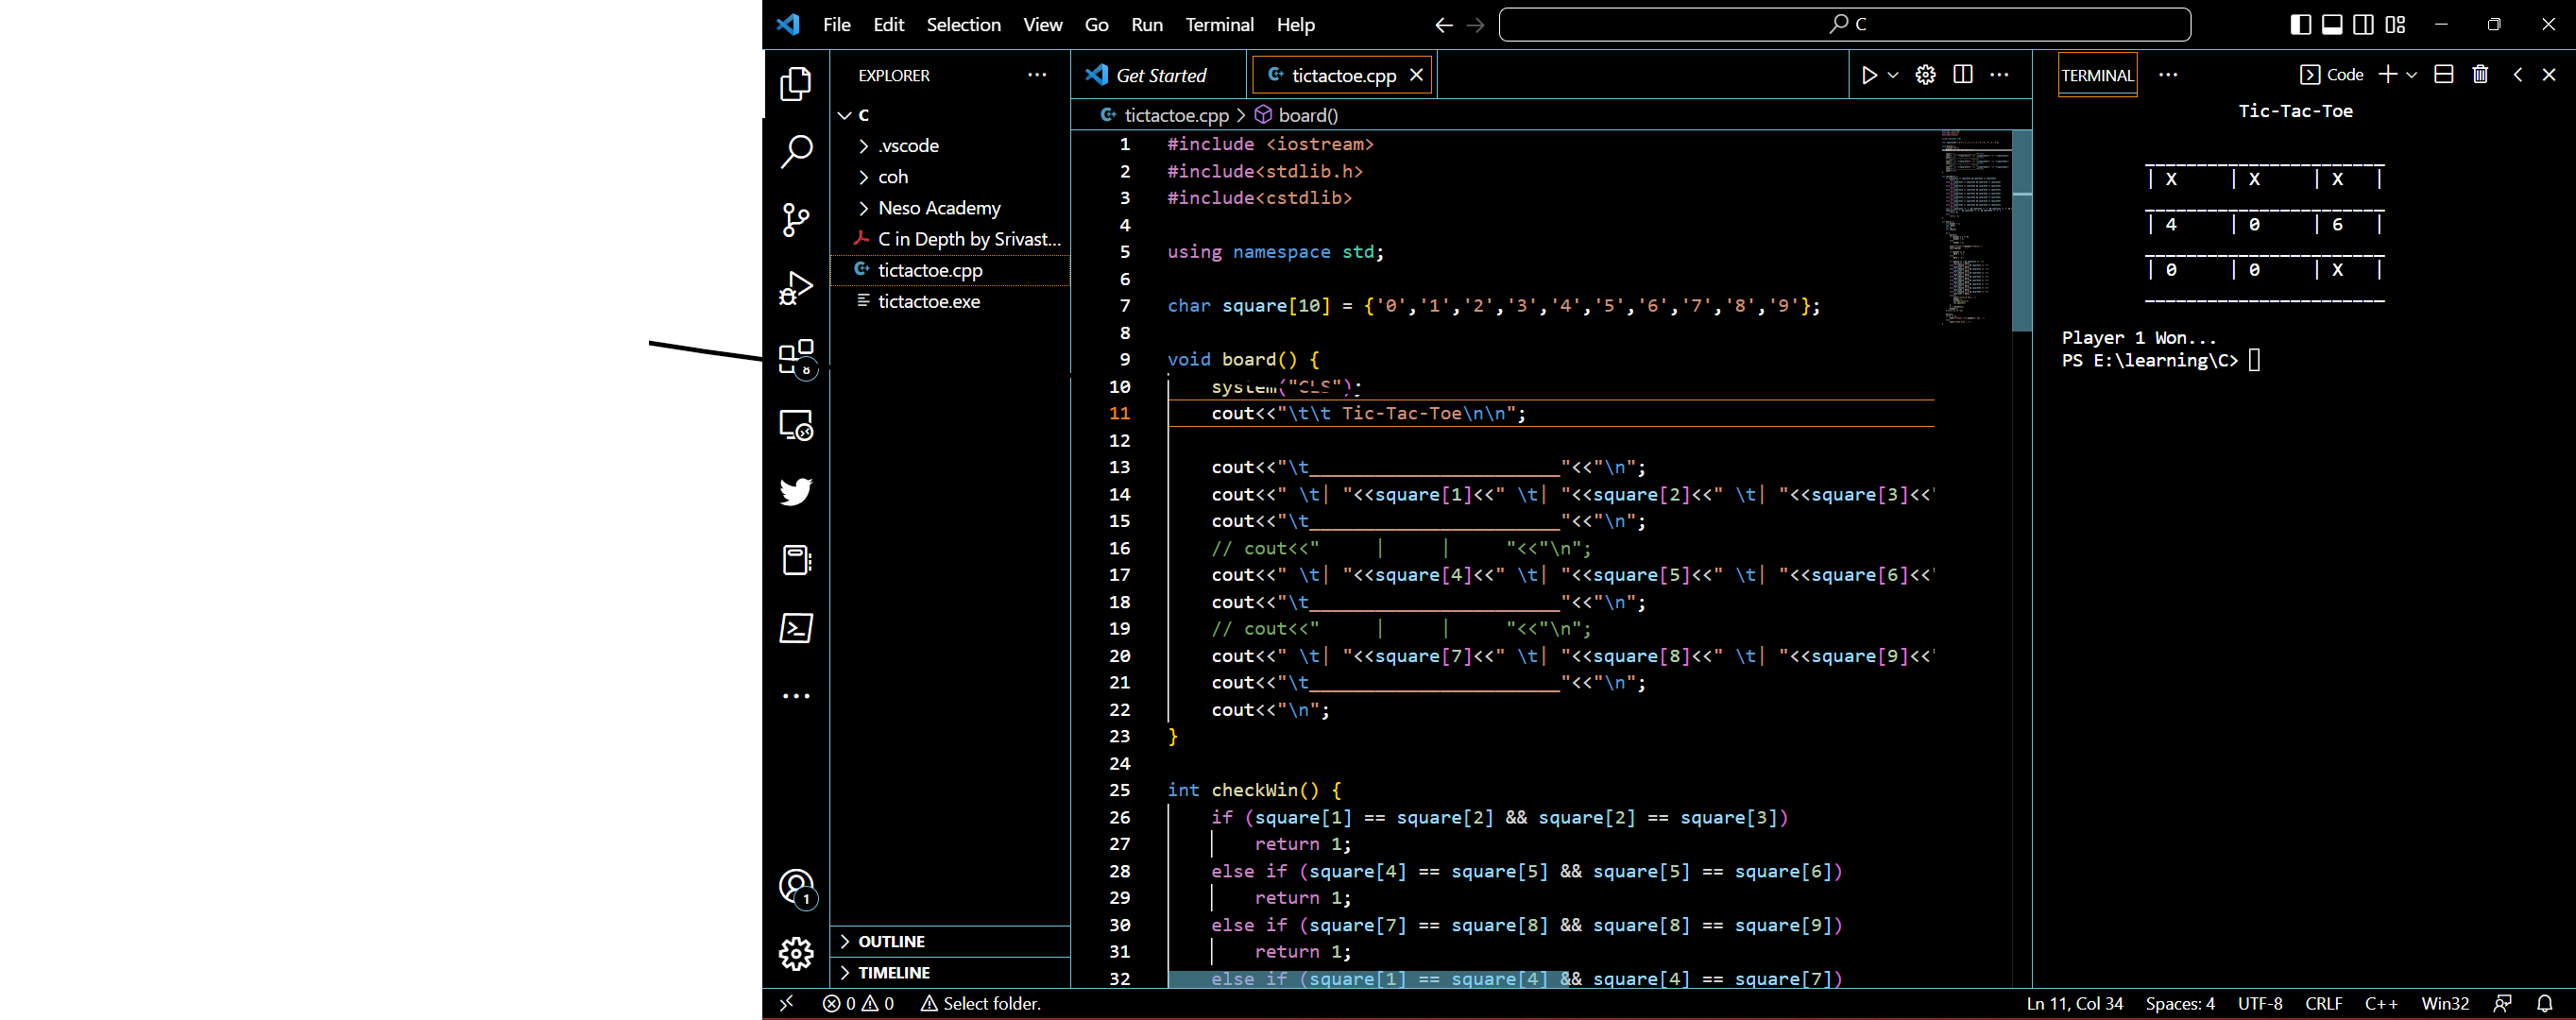 File Edit Selection View Go Run Terminal Help
C
EXPLORER
C
.vscode
coh
Neso Academy
C in Depth by Srivast...
tictactoe.cpp
tictactoe.exe
OUTLINE
TIMELINE
Get Started
tictactoe.cpp
tictactoe.cpp > board()
1 #include <iostream>
2 #include<stdlib.h>
3 #include<cstdlib>
4
5 using namespace std;
6
7 char square[10] = {'0','1','2','3','4','5','6','7','8','9'};
8
9 void board() {
10 system("CLS");
11 cout<<"\t\t Tic-Tac-Toe\n\n";
12
13 cout<<"\t_______________________"<<"\n";
14 cout<<" \t| "<<square[1]<<" \t| "<<square[2]<<" \t| "<<square[3]<<"
15 cout<<"\t_______________________"<<"\n";
16 // cout<<"     |     |     "<<"\n";
17 cout<<" \t| "<<square[4]<<" \t| "<<square[5]<<" \t| "<<square[6]<<"
18 cout<<"\t_______________________"<<"\n";
19 // cout<<"     |     |     "<<"\n";
20 cout<<" \t| "<<square[7]<<" \t| "<<square[8]<<" \t| "<<square[9]<<"
21 cout<<"\t_______________________"<<"\n";
22 cout<<"\n";
23 }
24
25 int checkWin() {
26 if (square[1] == square[2] && square[2] == square[3])
27 return 1;
28 else if (square[4] == square[5] && square[5] == square[6])
29 return 1;
30 else if (square[7] == square[8] && square[8] == square[9])
31 return 1;
32 else if (square[1] == square[4] && square[4] == square[7])
TERMINAL
Code
Tic-Tac-Toe
| X | X | X |
| 4 | 0 | 6 |
| 0 | 0 | X |
Player 1 Won...
PS E:\learning\C>
1
0 0 Select folder.
Ln 11, Col 34 Spaces: 4 UTF-8 CRLF C++ Win32